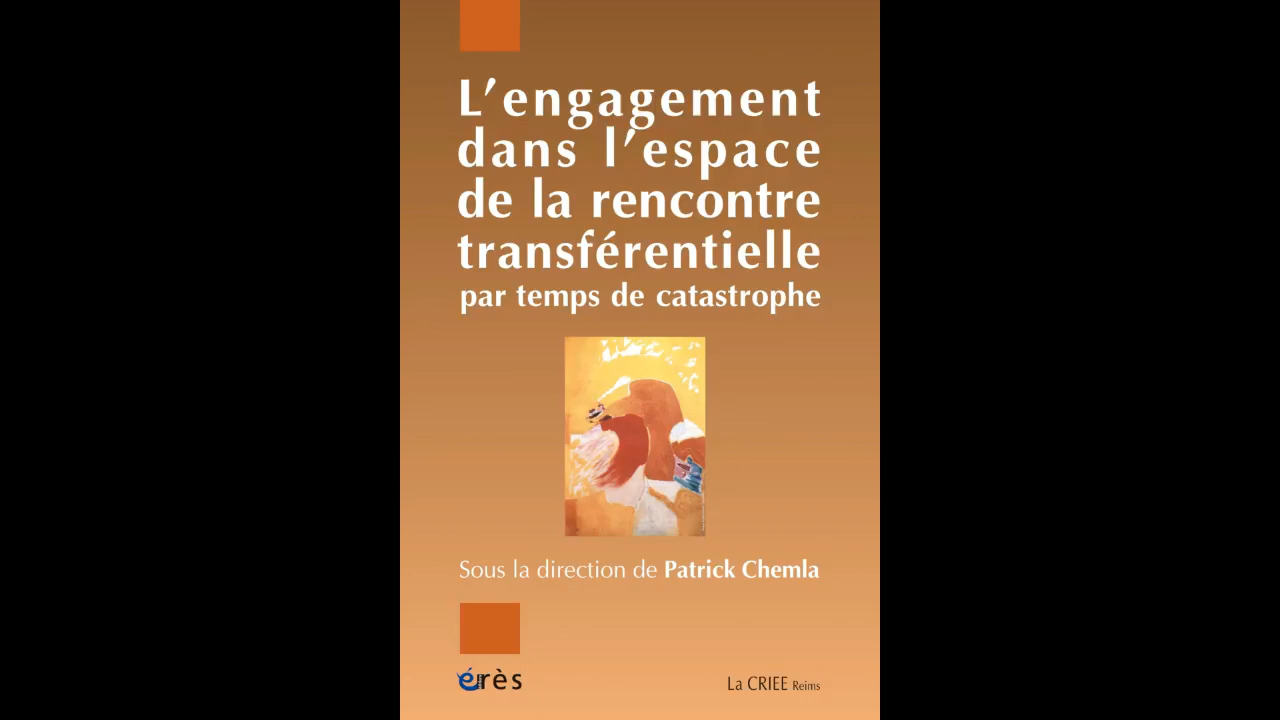 L’engagement
dans l’espace
de la rencontre
transférentielle
par temps de catastrophe
Sous la direction de Patrick Chemla
érès
La CRIEE Reims